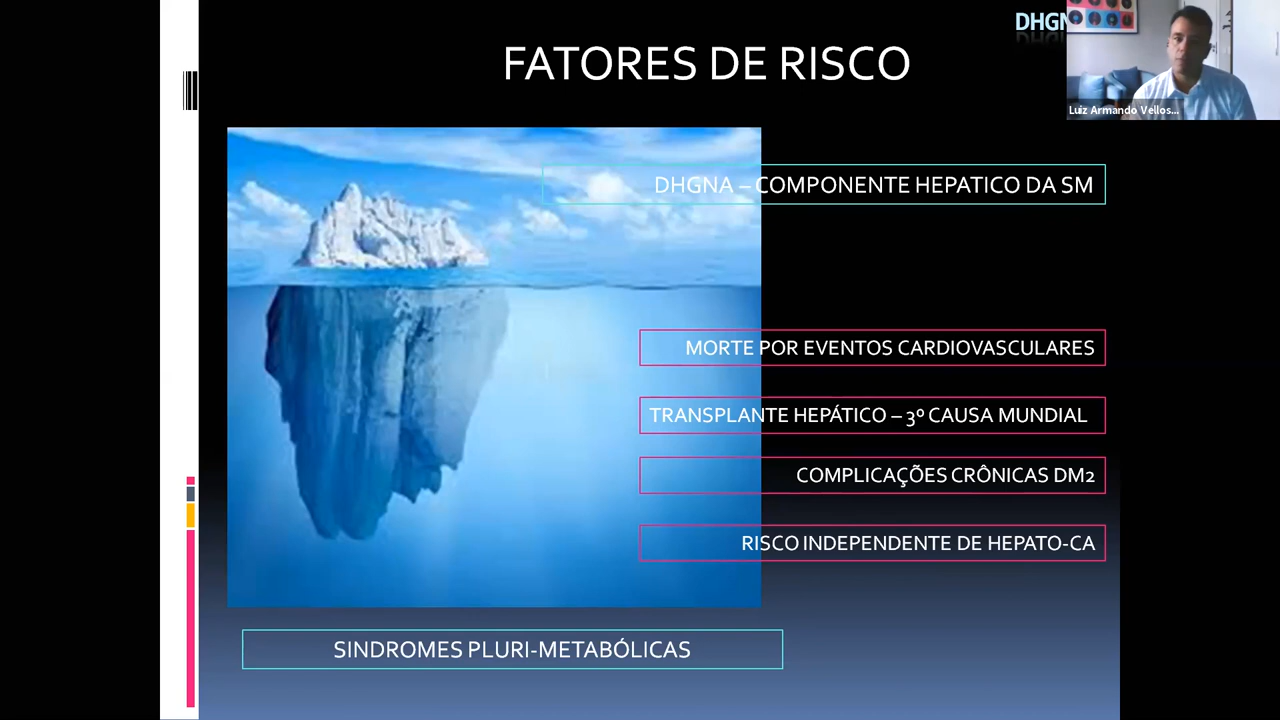 DHGN
FATORES DE RISCO
Luiz Armando Vellos...
DHGNA – COMPONENTE HEPATICO DA SM
MORTE POR EVENTOS CARDIOVASCULARES
TRANSPLANTE HEPÁTICO – 3º CAUSA MUNDIAL
COMPLICAÇÕES CRÔNICAS DM2
RISCO INDEPENDENTE DE HEPATO-CA
SINDROMES PLURI-METABÓLICAS